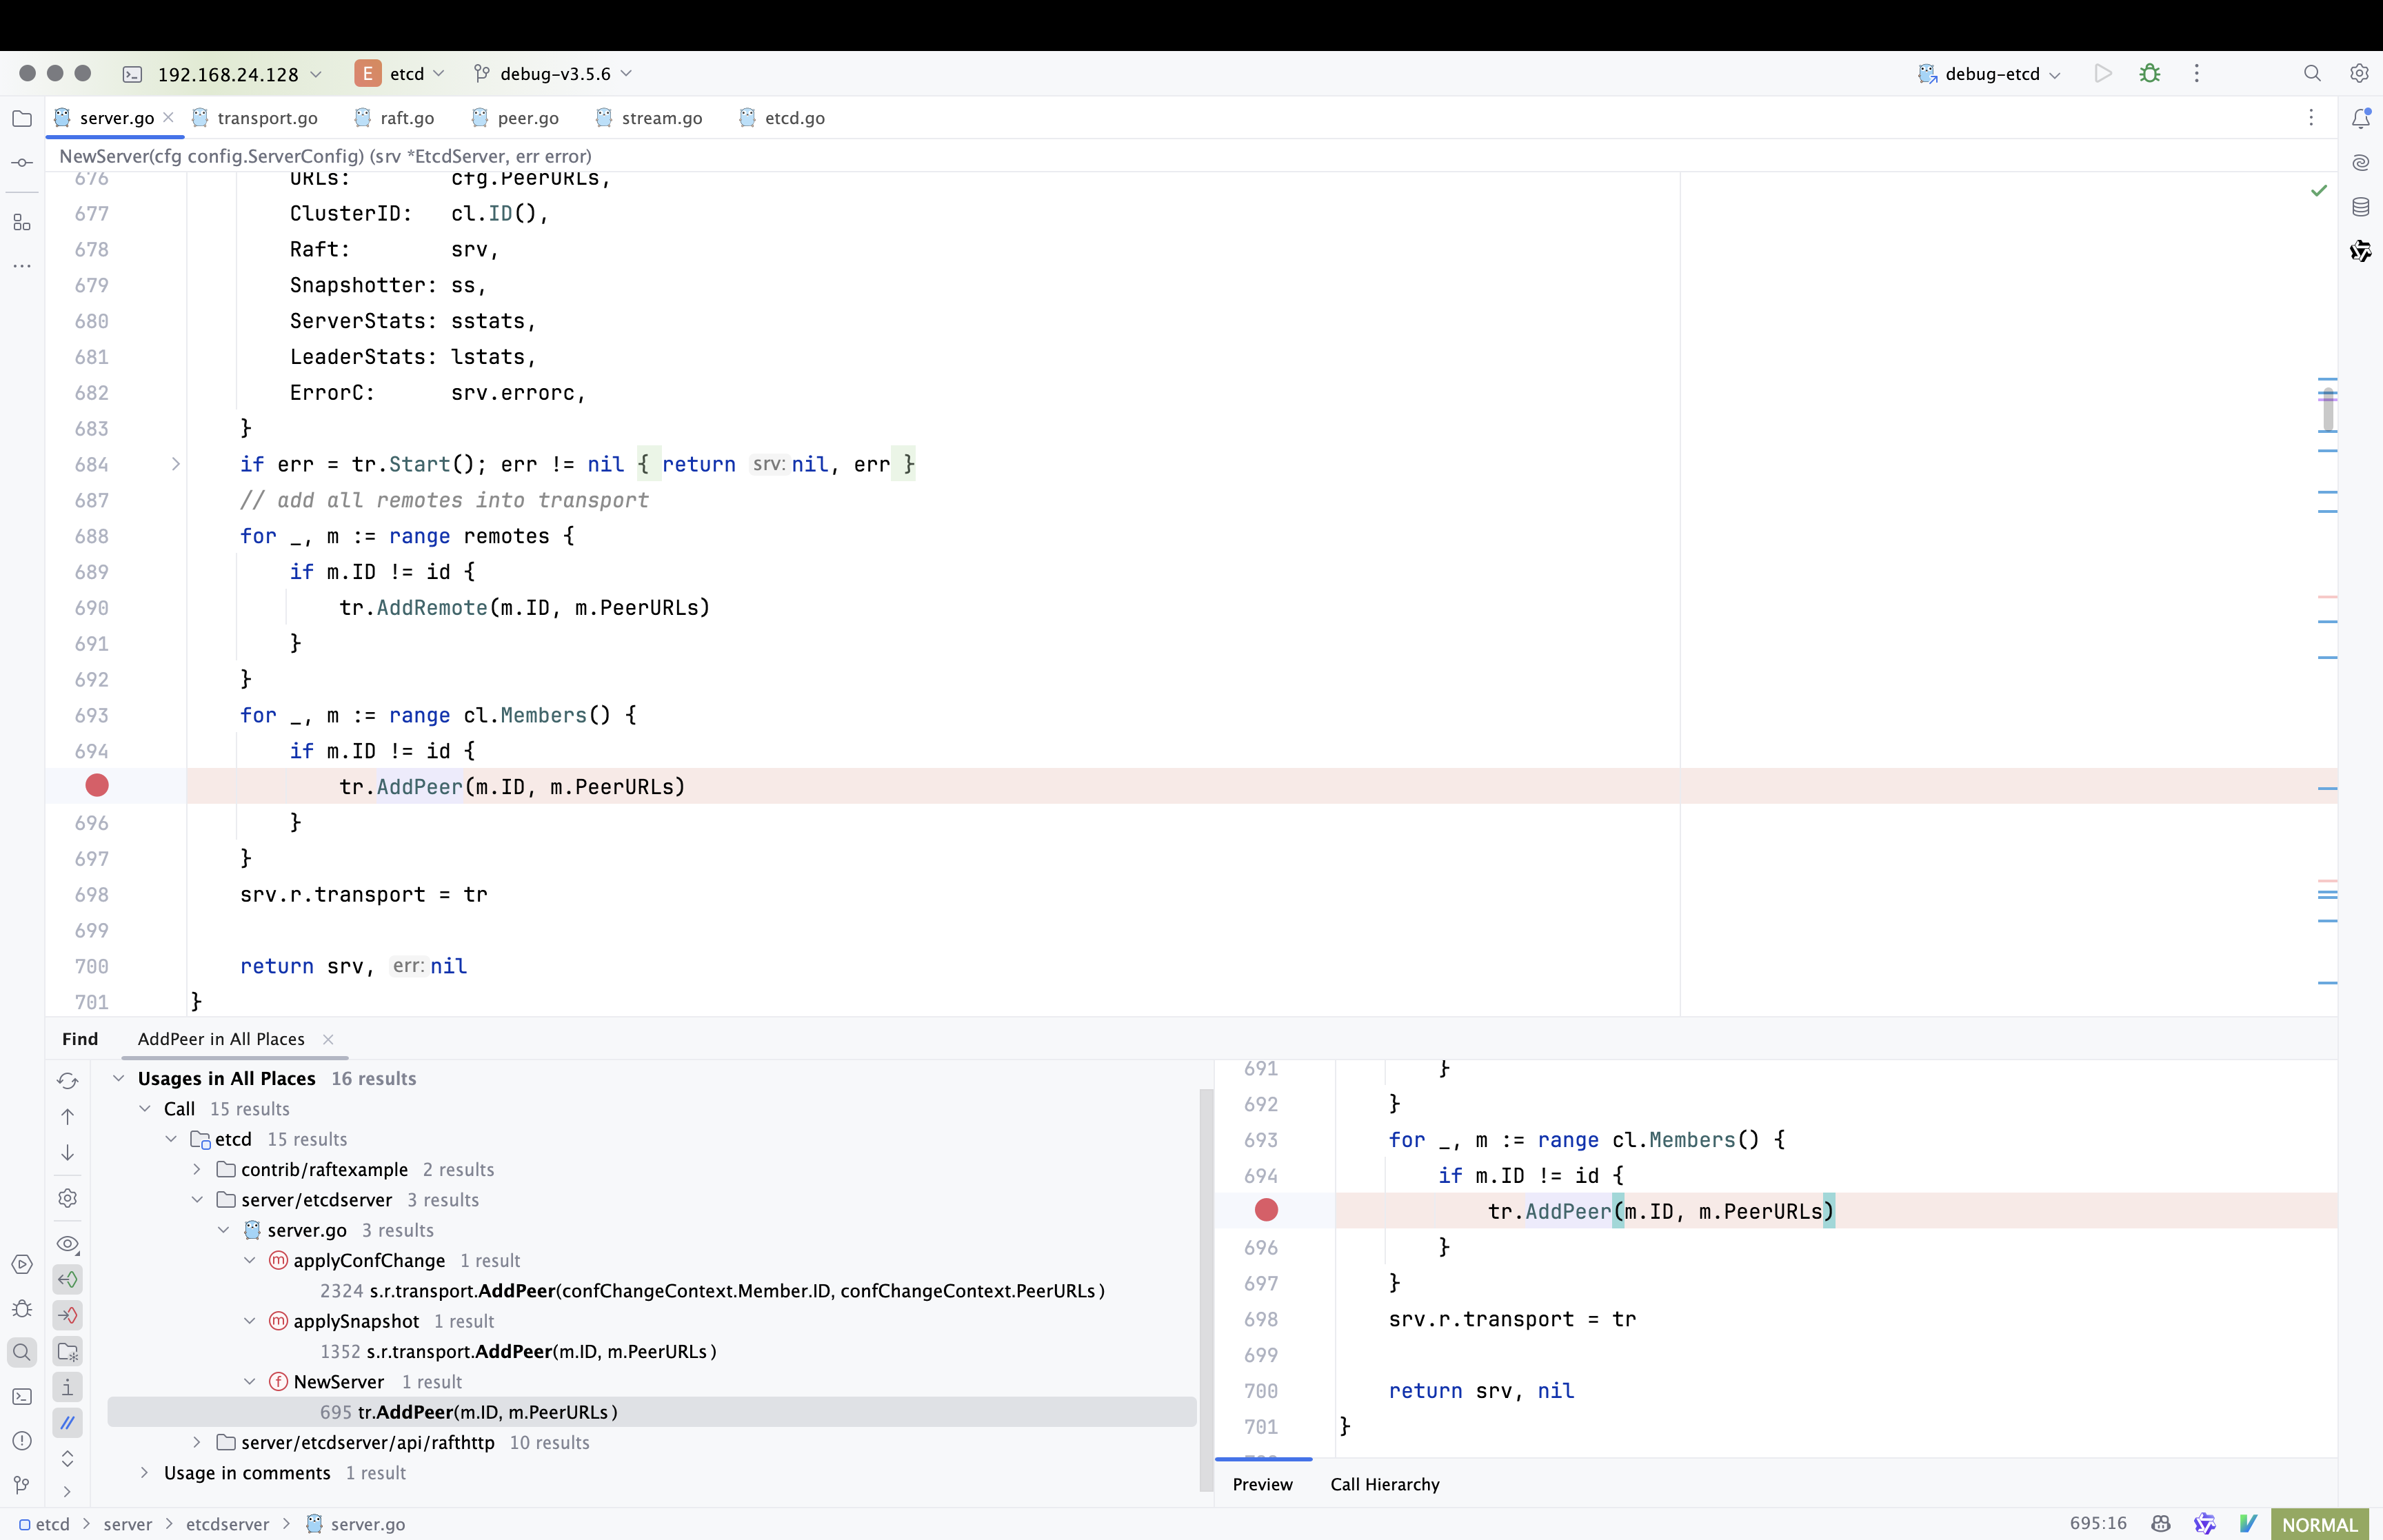 192.168.24.128 E etcd debug-v3.5.6 debug-etcd
server.go transport.go raft.go peer.go stream.go etcd.go
NewServer(cfg config.ServerConfig) (srv *EtcdServer, err error)
676 URLs: cfg.PeerURLs,
677 ClusterID: cl.ID(),
678 Raft: srv,
679 Snapshotter: ss,
680 ServerStats: sstats,
681 LeaderStats: lstats,
682 ErrorC: srv.errorc,
683 }
684 if err = tr.Start(); err != nil { return srv: nil, err }
687 // add all remotes into transport
688 for _, m := range remotes {
689 if m.ID != id {
690 tr.AddRemote(m.ID, m.PeerURLs)
691 }
692 }
693 for _, m := range cl.Members() {
694 if m.ID != id {
tr.AddPeer(m.ID, m.PeerURLs)
696 }
697 }
698 srv.r.transport = tr
699
700 return srv, err: nil
701 }
Find AddPeer in All Places
Usages in All Places 16 results
Call 15 results
etcd 15 results
contrib/raftexample 2 results
server/etcdserver 3 results
server.go 3 results
applyConfChange 1 result
2324 s.r.transport.AddPeer(confChangeContext.Member.ID, confChangeContext.PeerURLs)
applySnapshot 1 result
1352 s.r.transport.AddPeer(m.ID, m.PeerURLs)
NewServer 1 result
695 tr.AddPeer(m.ID, m.PeerURLs)
server/etcdserver/api/rafthttp 10 results
Usage in comments 1 result
691 }
692 }
693 for _, m := range cl.Members() {
694 if m.ID != id {
tr.AddPeer(m.ID, m.PeerURLs)
696 }
697 }
698 srv.r.transport = tr
699
700 return srv, nil
701 }
Preview Call Hierarchy
etcd > server > etcdserver > server.go 695:16 NORMAL